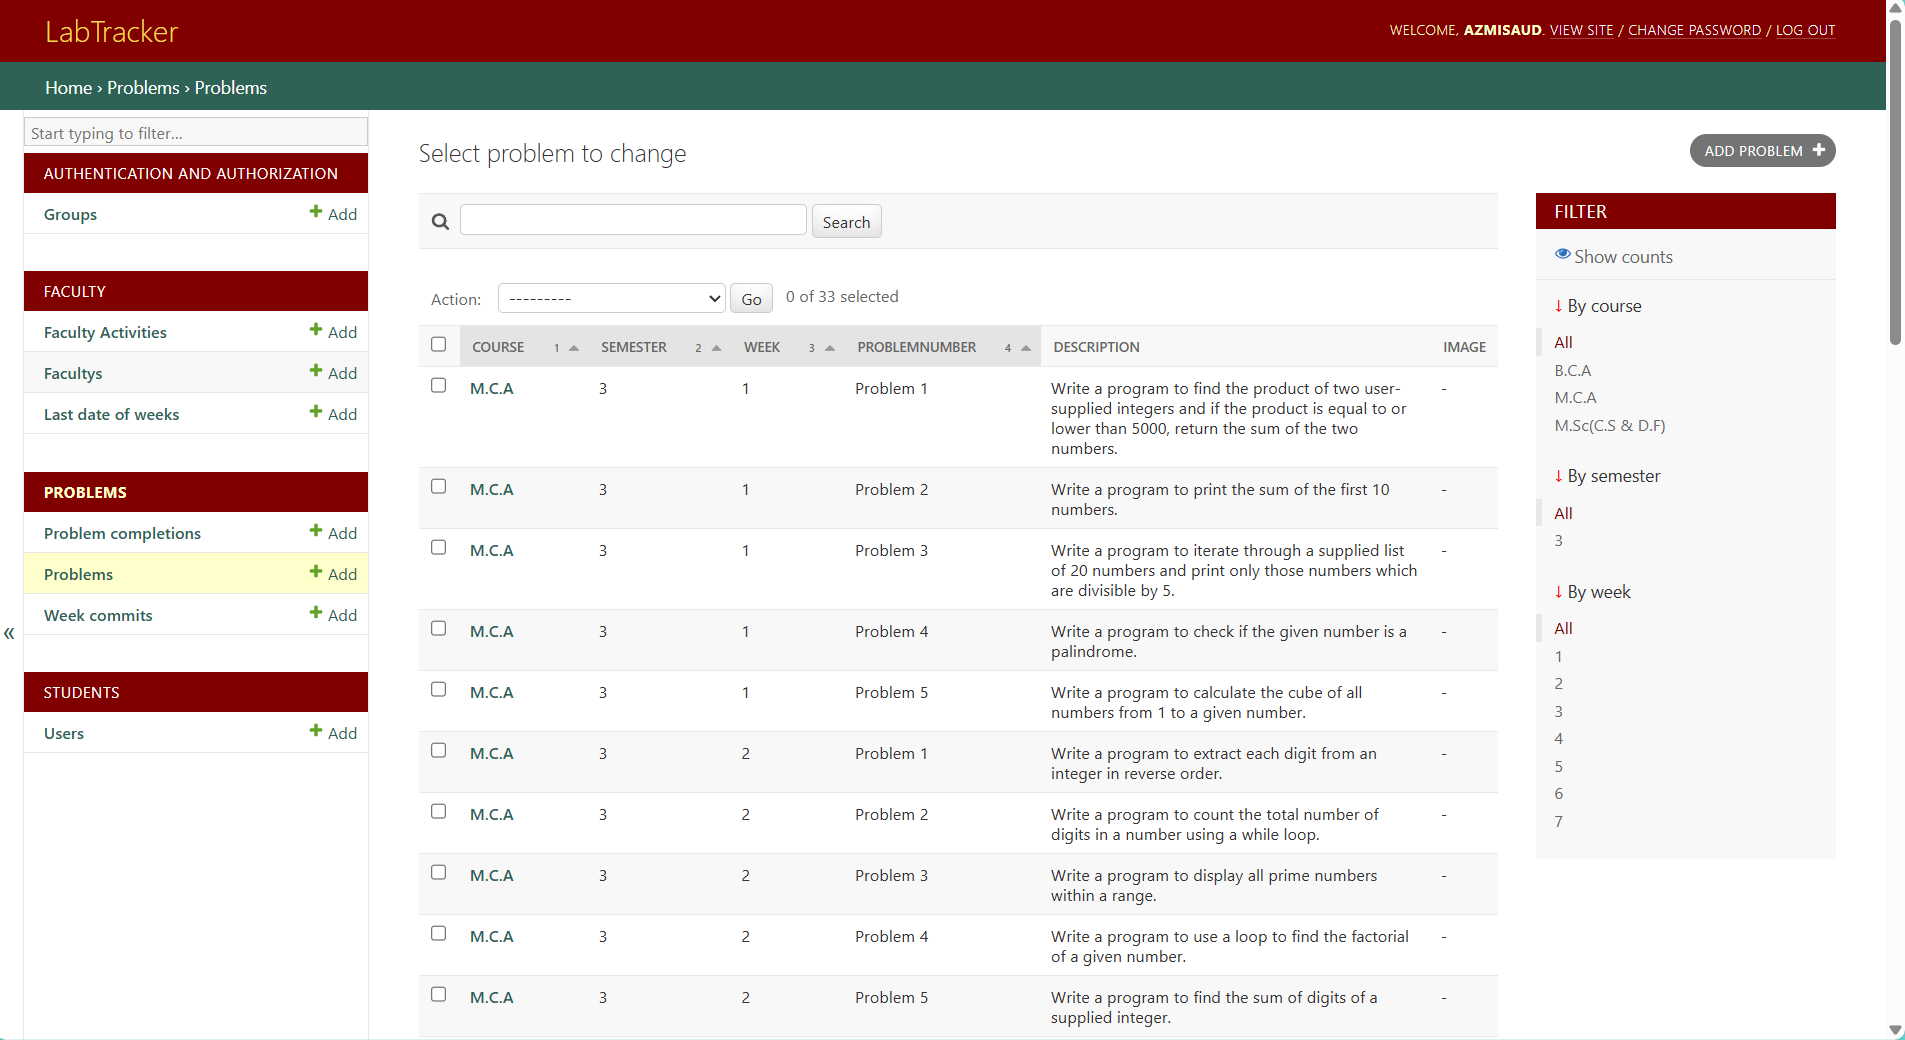 LabTracker
WELCOME, AZMISAUD. VIEW SITE / CHANGE PASSWORD / LOG OUT
Home › Problems › Problems
Start typing to filter...
AUTHENTICATION AND AUTHORIZATION
Groups Add
FACULTY
Faculty Activities Add
Facultys Add
Last date of weeks Add
PROBLEMS
Problem completions Add
Problems Add
Week commits Add
«
STUDENTS
Users Add
Select problem to change
ADD PROBLEM +
Search
Action: --------- Go 0 of 33 selected
COURSE 1 SEMESTER 2 WEEK 3 PROBLEMNUMBER 4 DESCRIPTION IMAGE
M.C.A 3 1 Problem 1 Write a program to find the product of two user- -
supplied integers and if the product is equal to or
lower than 5000, return the sum of the two
numbers.
M.C.A 3 1 Problem 2 Write a program to print the sum of the first 10 -
numbers.
M.C.A 3 1 Problem 3 Write a program to iterate through a supplied list -
of 20 numbers and print only those numbers which
are divisible by 5.
M.C.A 3 1 Problem 4 Write a program to check if the given number is a -
palindrome.
M.C.A 3 1 Problem 5 Write a program to calculate the cube of all -
numbers from 1 to a given number.
M.C.A 3 2 Problem 1 Write a program to extract each digit from an -
integer in reverse order.
M.C.A 3 2 Problem 2 Write a program to count the total number of -
digits in a number using a while loop.
M.C.A 3 2 Problem 3 Write a program to display all prime numbers -
within a range.
M.C.A 3 2 Problem 4 Write a program to use a loop to find the factorial -
of a given number.
M.C.A 3 2 Problem 5 Write a program to find the sum of digits of a -
supplied integer.
FILTER
Show counts
↓ By course
All
B.C.A
M.C.A
M.Sc(C.S & D.F)
↓ By semester
All
3
↓ By week
All
1
2
3
4
5
6
7